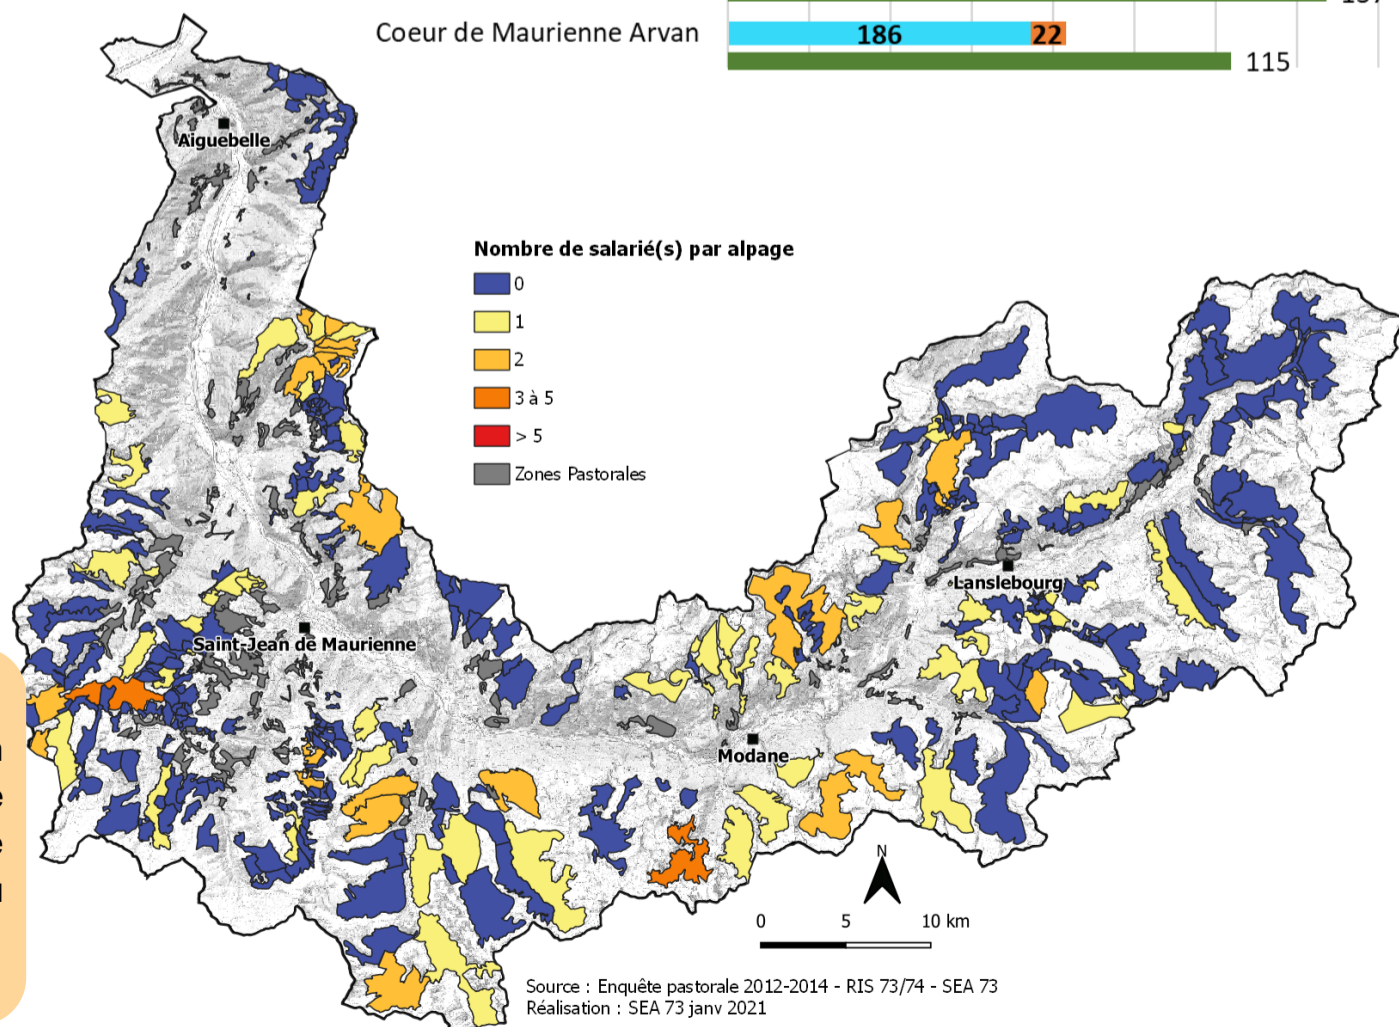 Coeur de Maurienne Arvan
186
22
115
Aiguebelle
Nombre de salarié(s) par alpage
0
1
2
3 à 5
> 5
Zones Pastorales
Lanslebourg
Saint-Jean de Maurienne
Modane
N
0 5 10 km
Source : Enquête pastorale 2012-2014 - RIS 73/74 - SEA 73
Réalisation : SEA 73 janv 2021